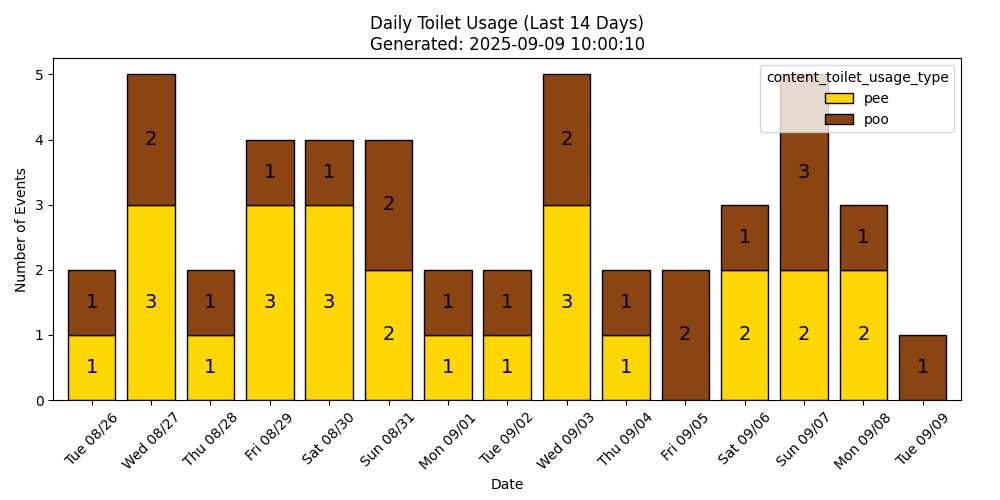 Daily Toilet Usage (Last 14 Days)
Generated: 2025-09-09 10:00:10
content_toilet_usage_type
pee
poo
Number of Events
5
4
3
2
1
0
2 2
1 1 2 3
1 1 1
1 3 1 3 3 2 1 1 3 1 2 2 2 2 1
1 1 1 1 1 1
Tue 08/26
Wed 08/27
Thu 08/28
Fri 08/29
Sat 08/30
Sun 08/31
Mon 09/01
Tue 09/02
Wed 09/03
Thu 09/04
Fri 09/05
Sat 09/06
Sun 09/07
Mon 09/08
Tue 09/09
Date